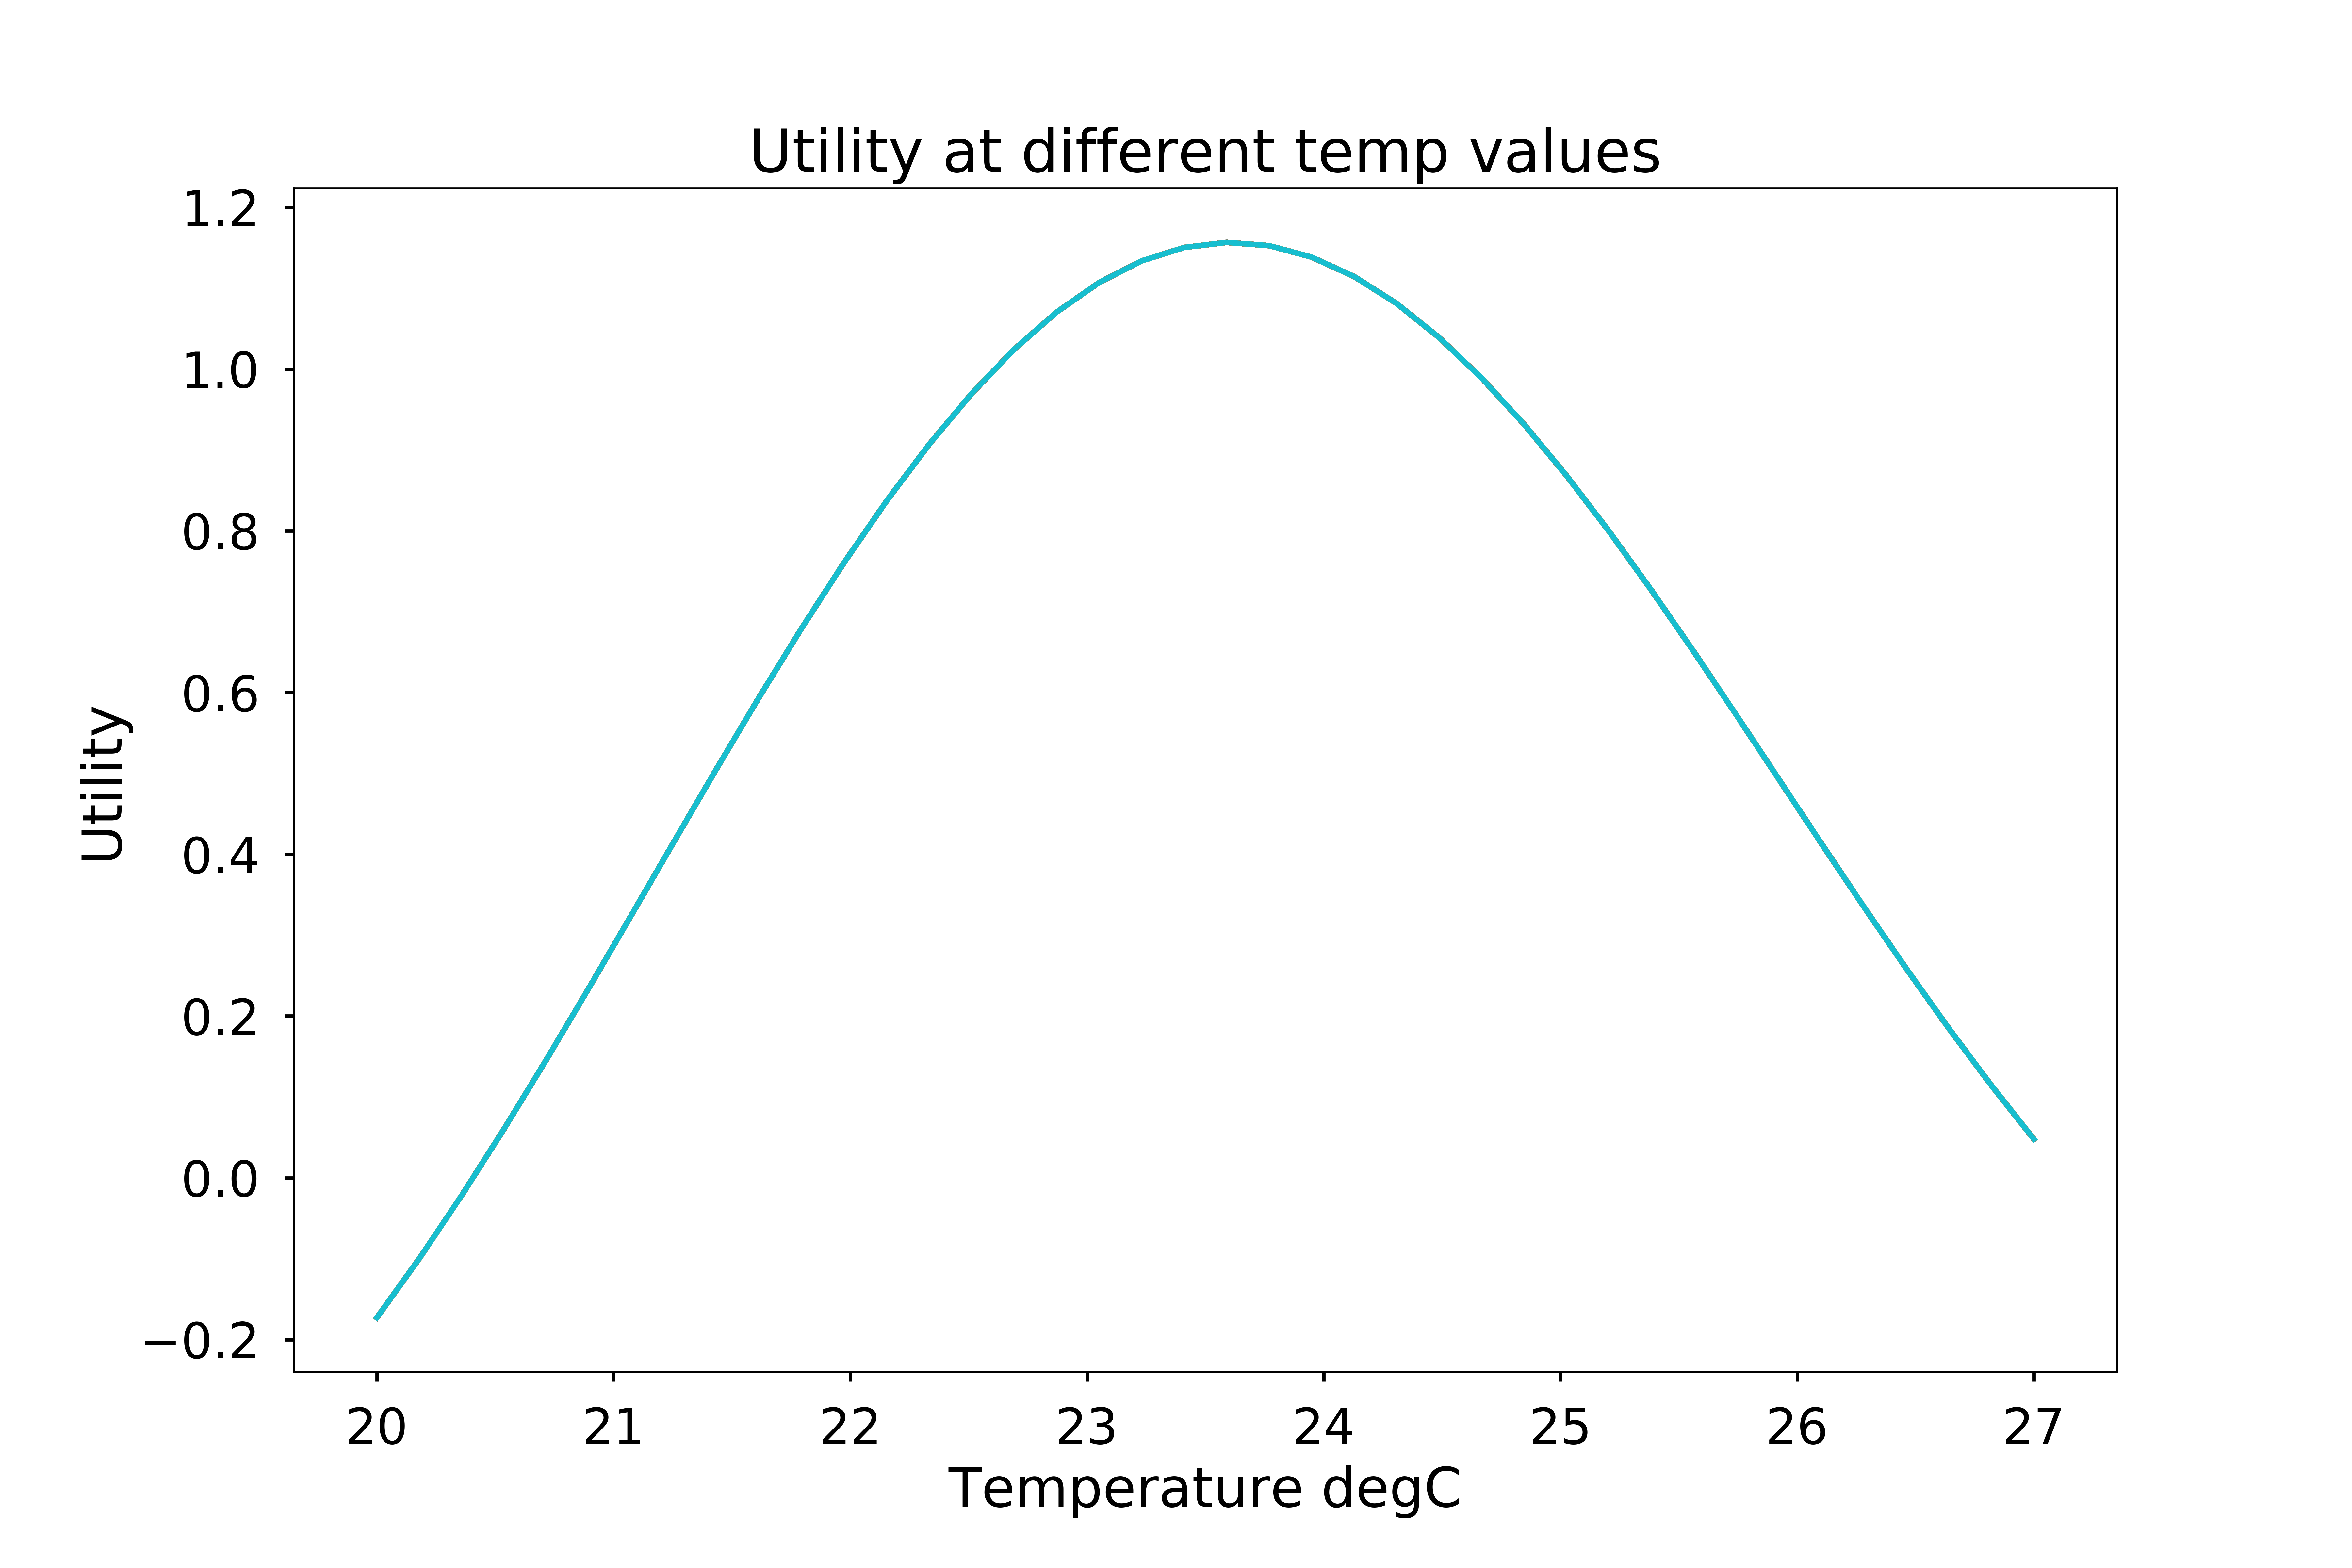 Utility at different temp values
1.2
1.0
0.8
0.6
0.4
0.2
0.0
−0.2
Utility
20 21 22 23 24 25 26 27
Temperature degC